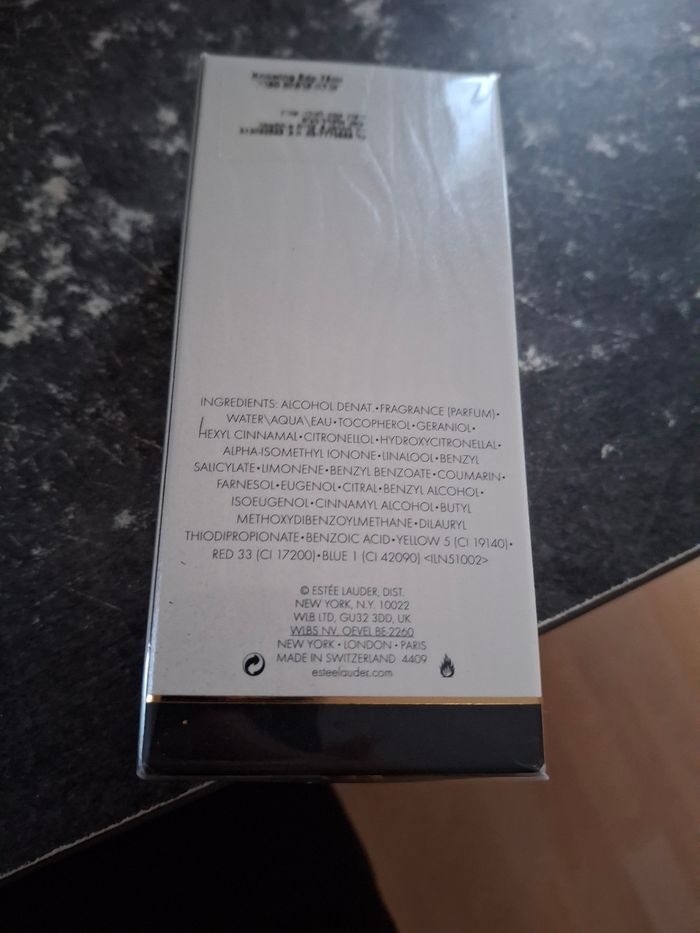 Knowing Edp 75ml
INGREDIENTS: ALCOHOL DENAT.•FRAGRANCE (PARFUM)•
WATER\AQUA\EAU•TOCOPHEROL•GERANIOL•
HEXYL CINNAMAL•CITRONELLOL•HYDROXYCITRONELLAL•
ALPHA-ISOMETHYL IONONE•LINALOOL•BENZYL
SALICYLATE•LIMONENE•BENZYL BENZOATE•COUMARIN•
FARNESOL•EUGENOL•CITRAL•BENZYL ALCOHOL•
ISOEUGENOL•CINNAMYL ALCOHOL•BUTYL
METHOXYDIBENZOYLMETHANE•DILAURYL
THIODIPROPIONATE•BENZOIC ACID•YELLOW 5 (CI 19140)•
RED 33 (CI 17200)•BLUE 1 (CI 42090) <ILN51002>
© ESTÉE LAUDER, DIST.
NEW YORK, N.Y. 10022
WLB LTD, GU32 3DD, UK
WLBS NV, OEVEL BE-2260
NEW YORK • LONDON • PARIS
MADE IN SWITZERLAND 4409
esteelauder.com